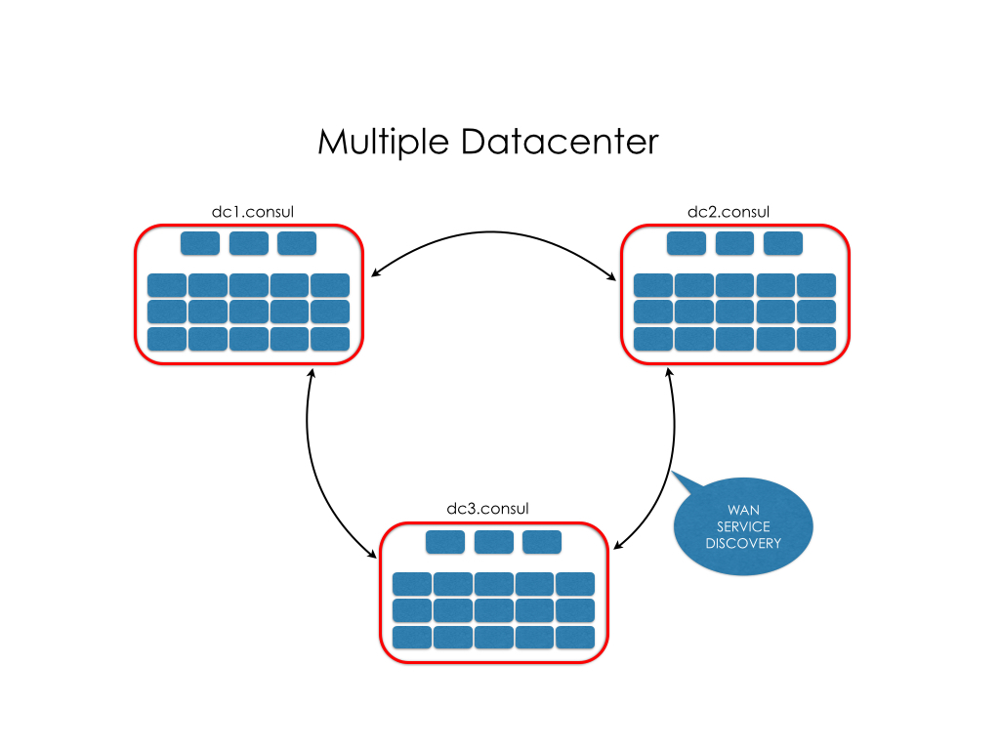 Multiple Datacenter
dc1.consul
dc2.consul
dc3.consul
WAN
SERVICE
DISCOVERY